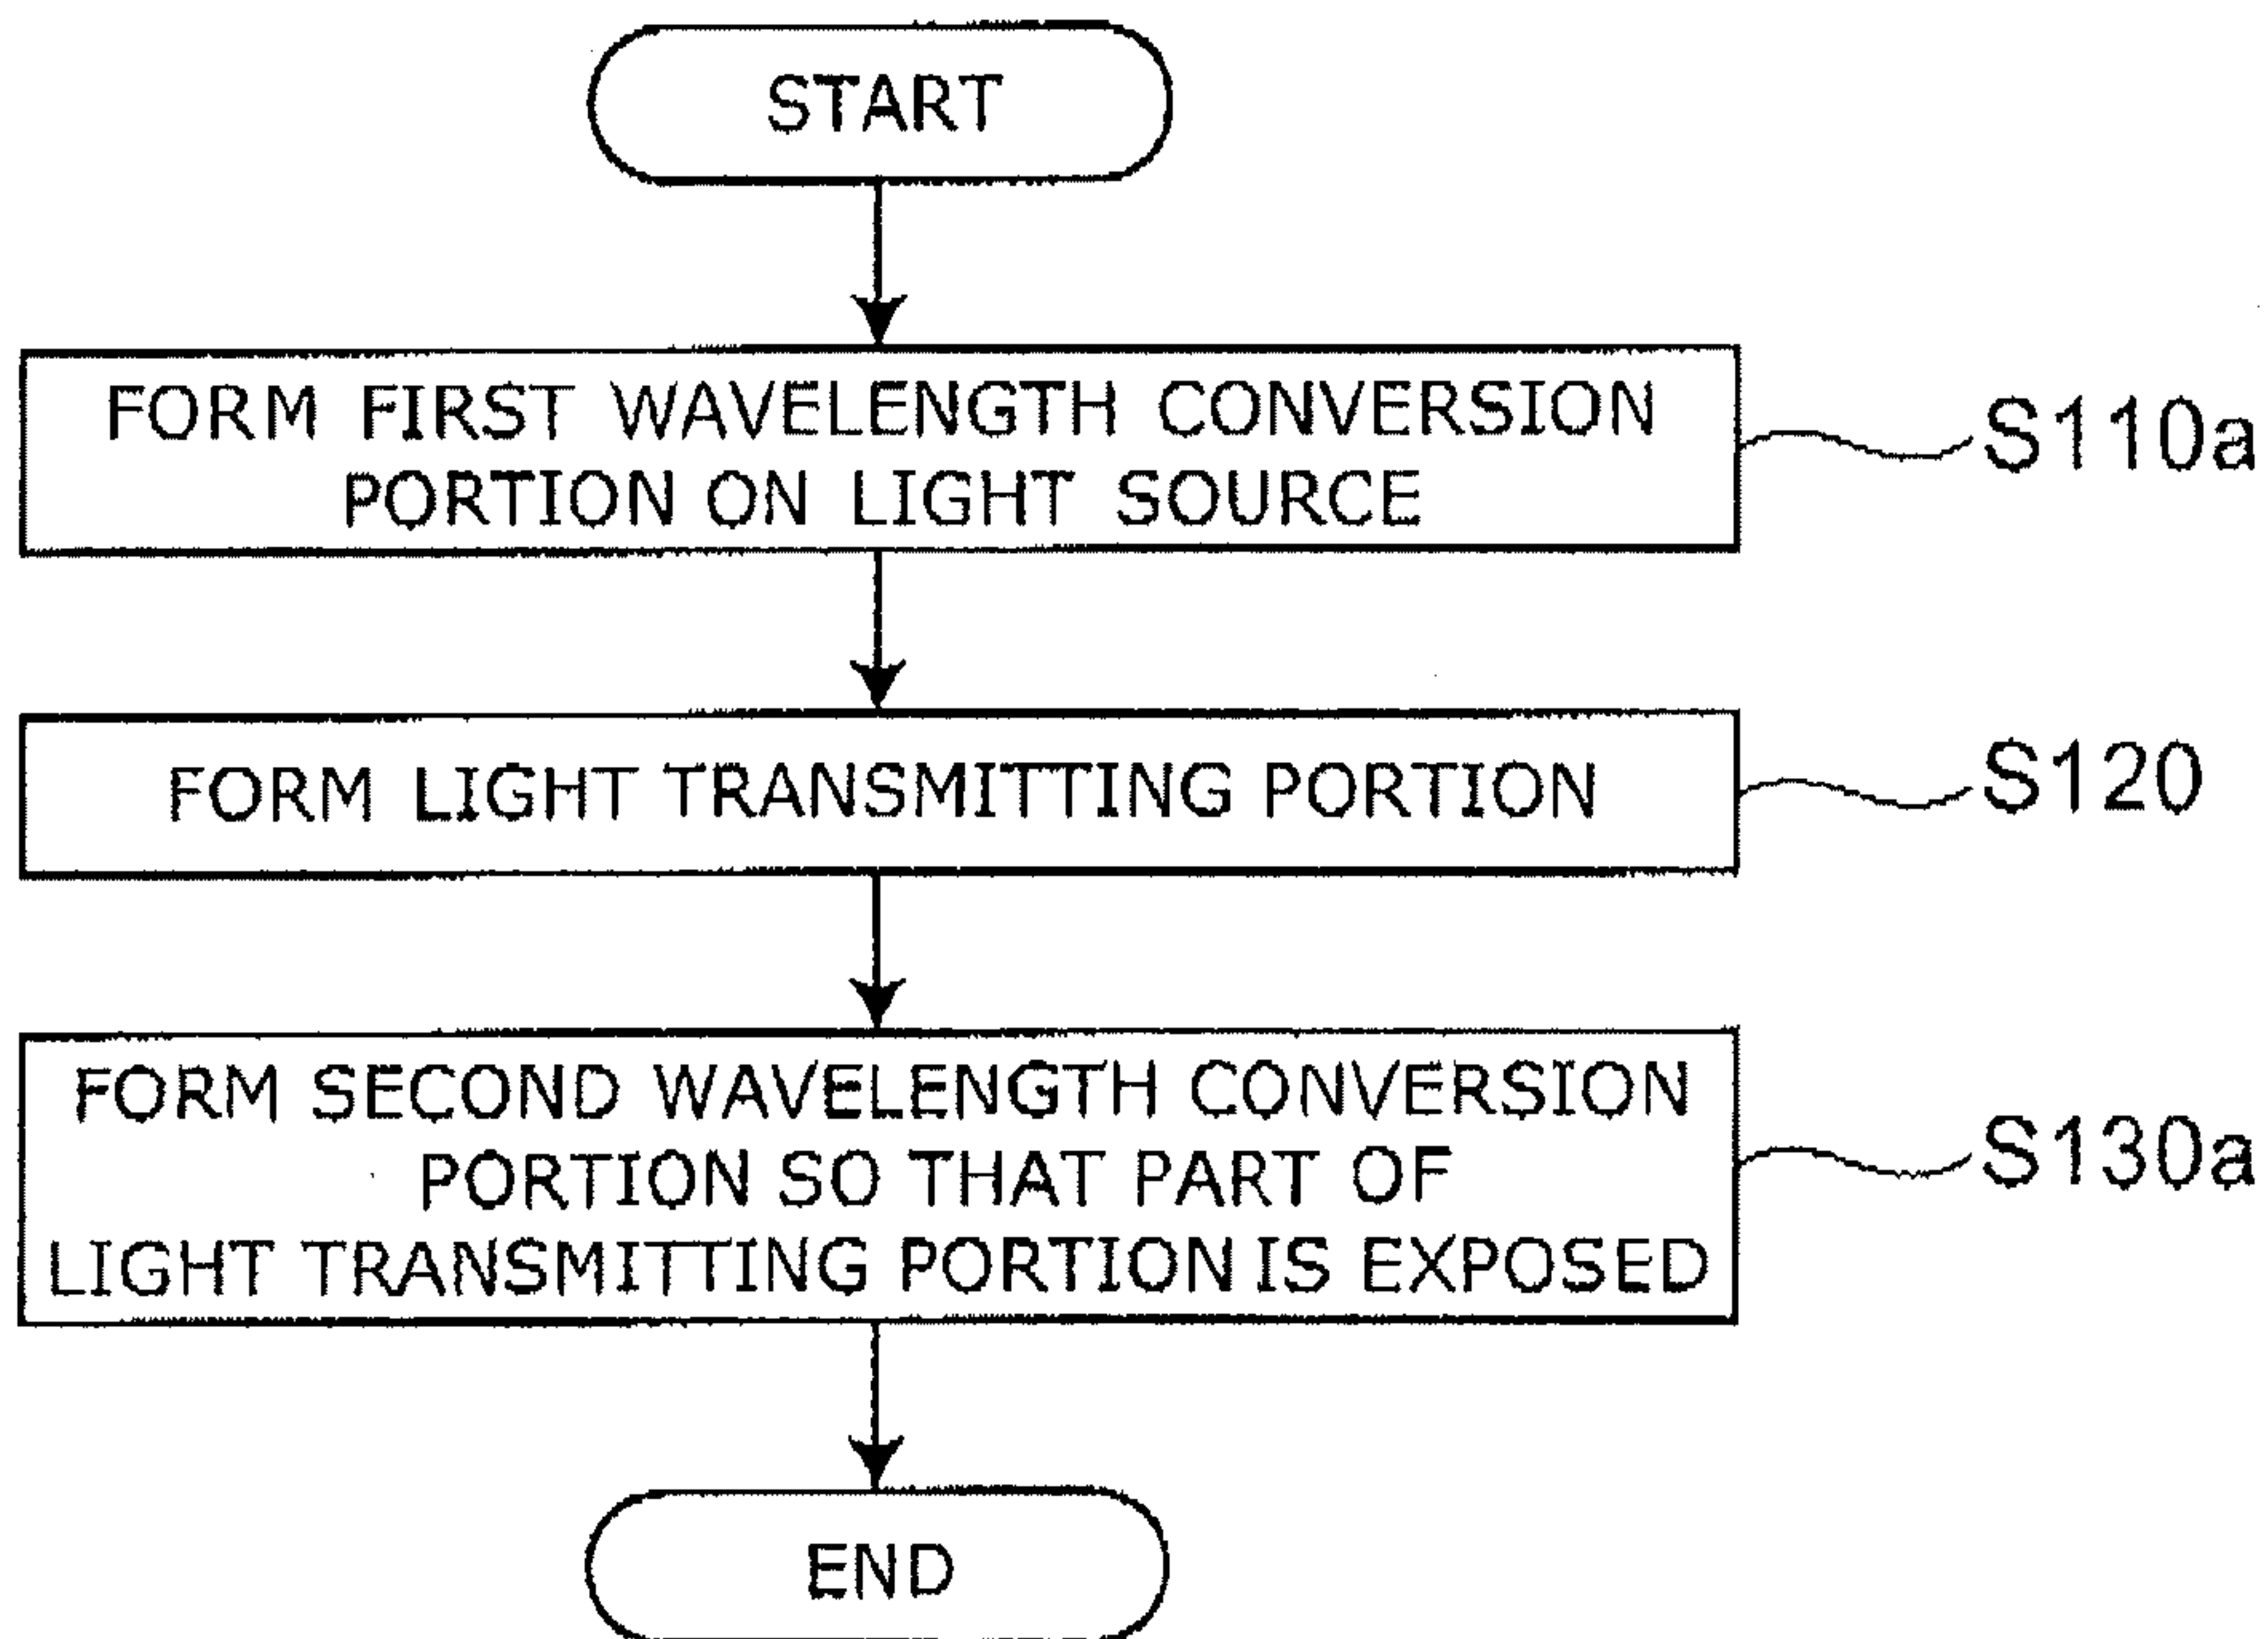 START
FORM FIRST WAVELENGTH CONVERSION
PORTION ON LIGHT SOURCE
S110a
FORM LIGHT TRANSMITTING PORTION
S120
FORM SECOND WAVELENGTH CONVERSION
PORTION SO THAT PART OF
LIGHT TRANSMITTING PORTION IS EXPOSED
S130a
END